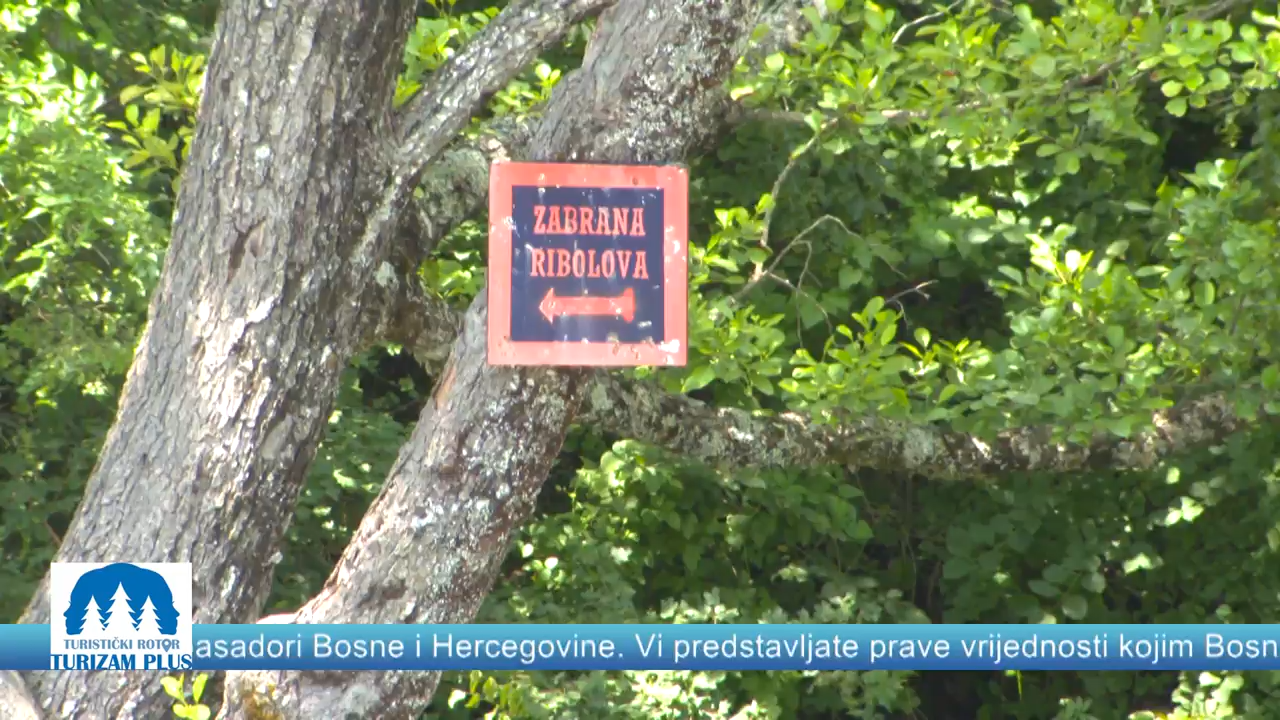 ZABRANA
RIBOLOVA
TURISTIČKI ROTOR
TURIZAM PLUS
asadori Bosne i Hercegovine. Vi predstavljate prave vrijednosti kojim Bosn